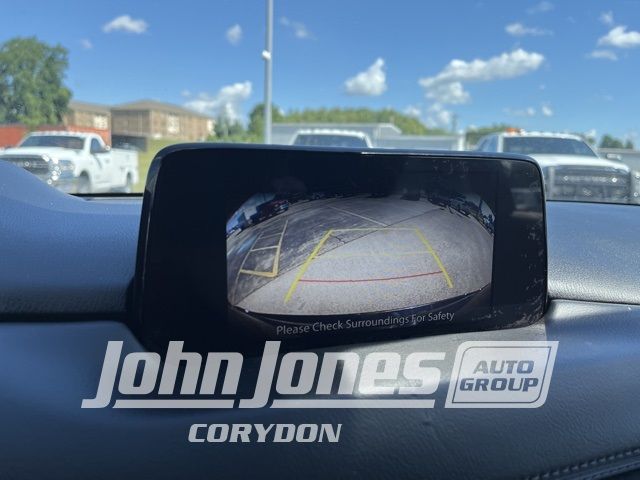 Please Check Surroundings For Safety
John Jones AUTO GROUP
CORYDON